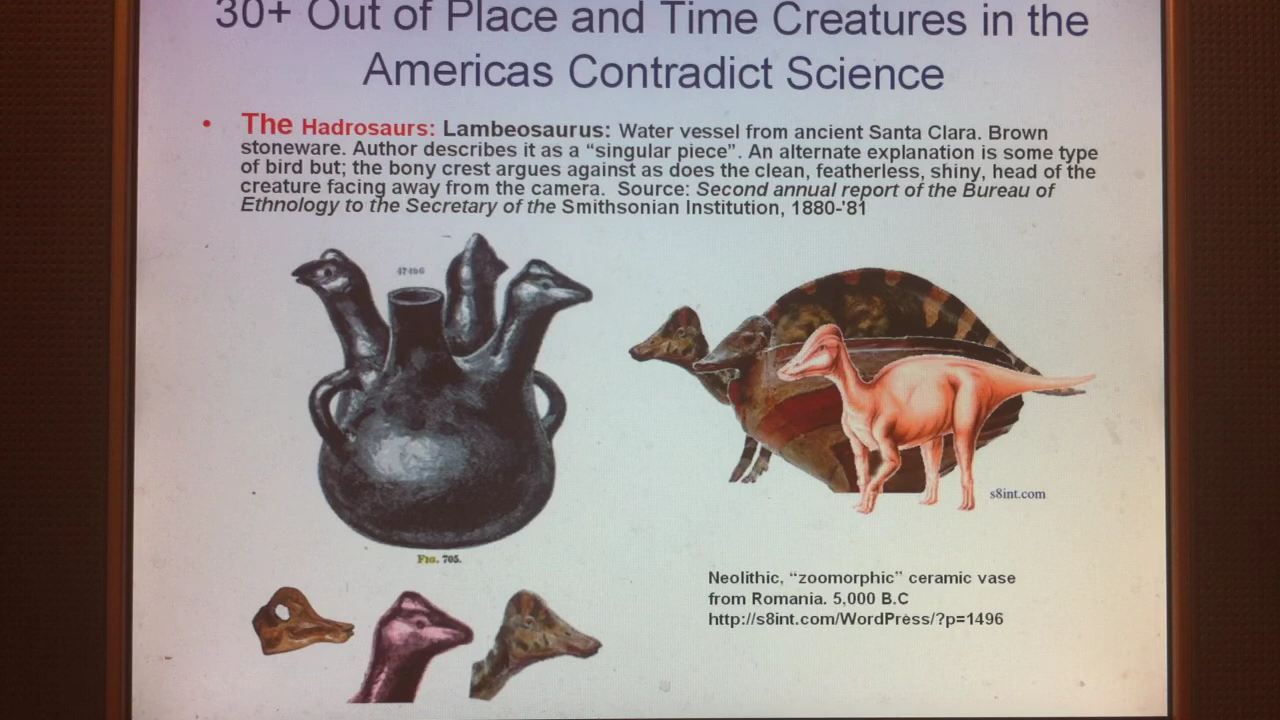 30+ Out of Place and Time Creatures in the
Americas Contradict Science
• The Hadrosaurs: Lambeosaurus: Water vessel from ancient Santa Clara. Brown
stoneware. Author describes it as a “singular piece”. An alternate explanation is some type
of bird but; the bony crest argues against as does the clean, featherless, shiny, head of the
creature facing away from the camera. Source: Second annual report of the Bureau of
Ethnology to the Secretary of the Smithsonian Institution, 1880-'81
47486
s8int.com
FIG. 705.
Neolithic, “zoomorphic” ceramic vase
from Romania. 5,000 B.C
http://s8int.com/WordPress/?p=1496